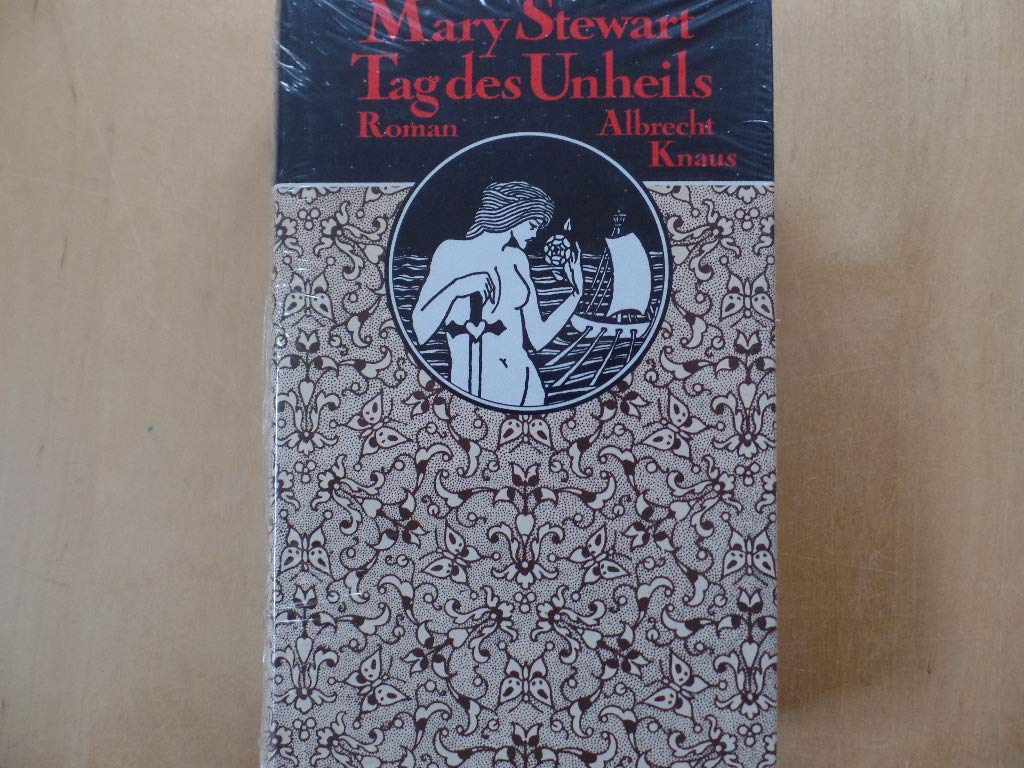 Mary Stewart
Tag des Unheils
Roman Albrecht
Knaus